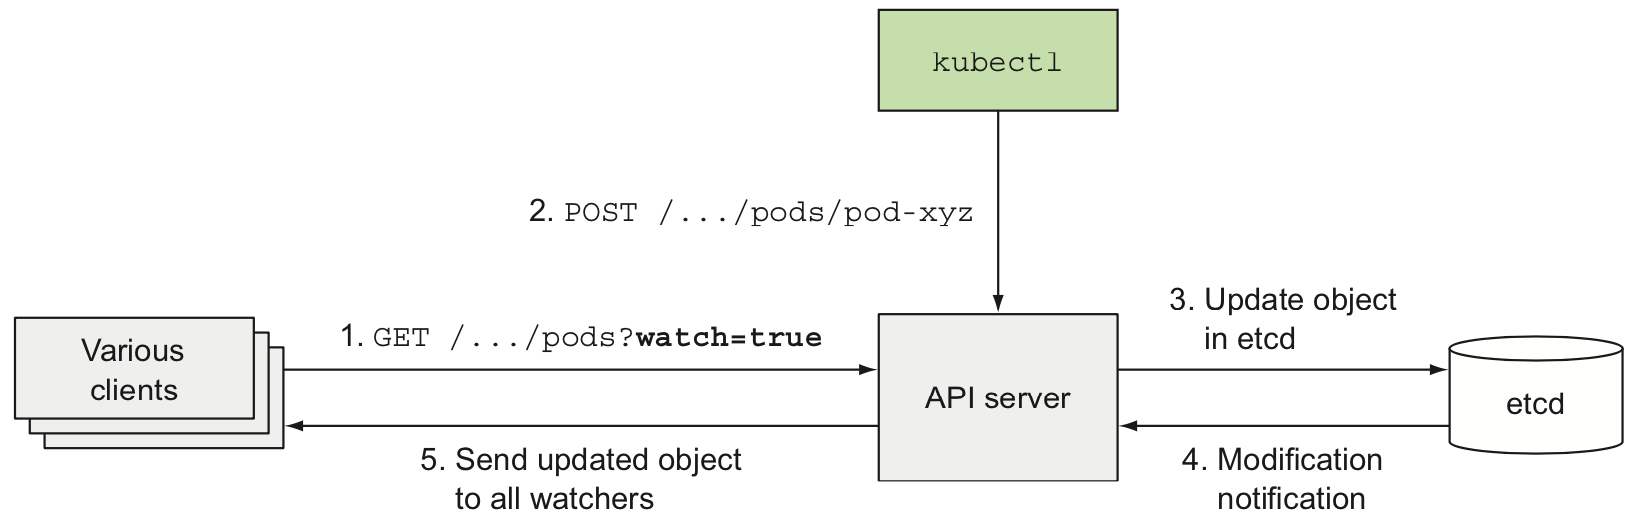 kubectl
2. POST /.../pods/pod-xyz
3. Update object
in etcd
1. GET /.../pods?watch=true
Various
clients
API server
etcd
5. Send updated object
to all watchers
4. Modification
notification